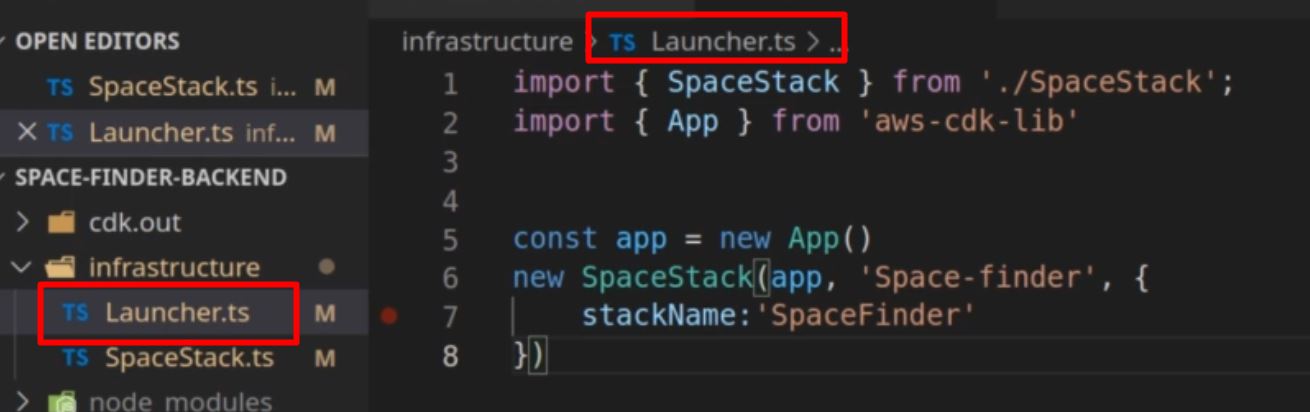 OPEN EDITORS
TS SpaceStack.ts i... M
TS Launcher.ts inf... M
SPACE-FINDER-BACKEND
cdk.out
infrastructure
TS Launcher.ts M
TS SpaceStack.ts M
node_modules
infrastructure > TS Launcher.ts > ...
1 import { SpaceStack } from './SpaceStack';
2 import { App } from 'aws-cdk-lib'
3
4
5 const app = new App()
6 new SpaceStack(app, 'Space-finder', {
7 stackName:'SpaceFinder'
8 })